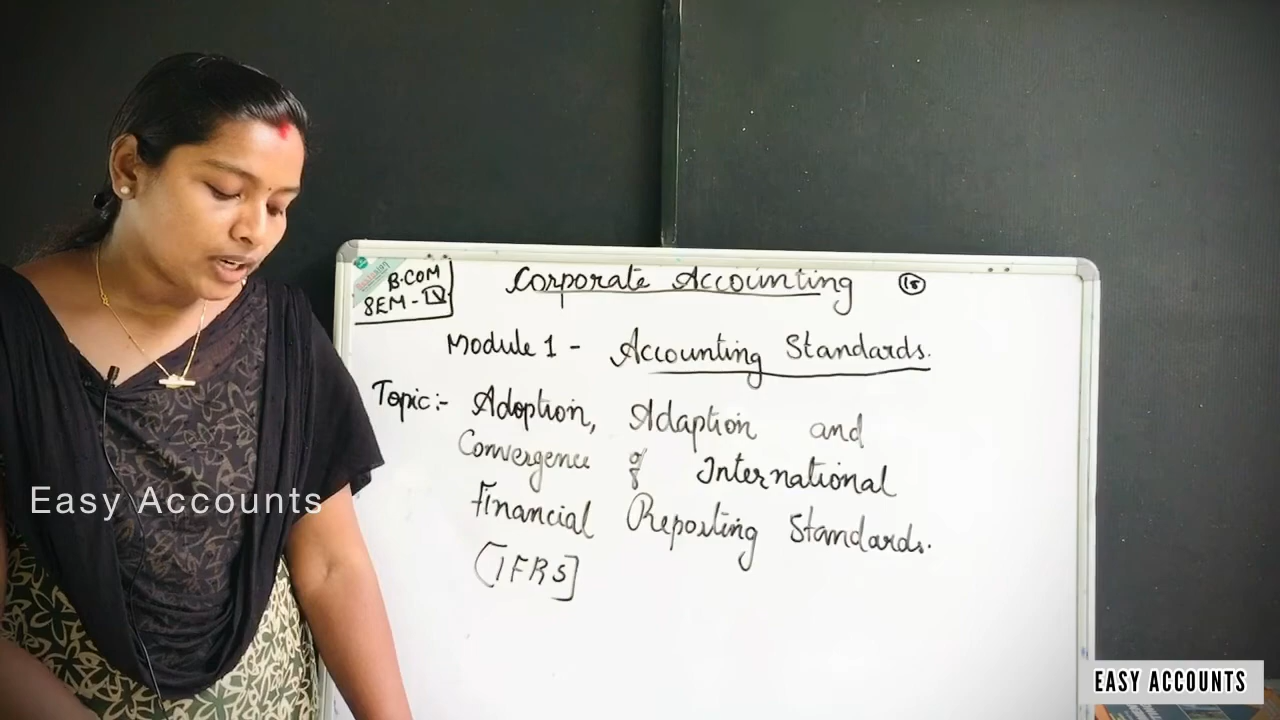 B.COM
SEM-IV
Corporate Accounting
Module 1 - Accounting Standards.
Topic:- Adoption, Adaption and
Convergence of International
Financial Reporting Standards.
[IFRS]
Easy Accounts
EASY ACCOUNTS